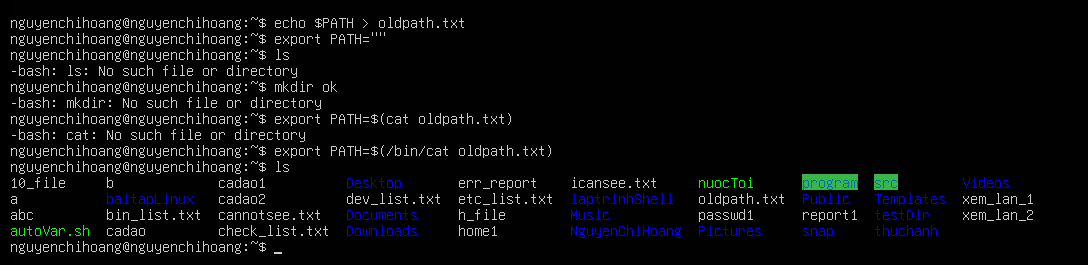 nguyenchihoang@nguyenchihoang:~$ echo $PATH > oldpath.txt
nguyenchihoang@nguyenchihoang:~$ export PATH=""
nguyenchihoang@nguyenchihoang:~$ ls
-bash: ls: No such file or directory
nguyenchihoang@nguyenchihoang:~$ mkdir ok
-bash: mkdir: No such file or directory
nguyenchihoang@nguyenchihoang:~$ export PATH=$(cat oldpath.txt)
-bash: cat: No such file or directory
nguyenchihoang@nguyenchihoang:~$ export PATH=$(/bin/cat oldpath.txt)
nguyenchihoang@nguyenchihoang:~$ ls
10_file b cadao1 Desktop err_report icansee.txt nuocToi program src Videos
a baitapLinux cadao2 dev_list.txt etc_list.txt laptrinhShell oldpath.txt Public Templates xem_lan_1
abc bin_list.txt cannotsee.txt Documents h_file Music passwd1 report1 testDir xem_lan_2
autoVar.sh cadao check_list.txt Downloads home1 NguyenChiHoang Pictures snap thuchanh
nguyenchihoang@nguyenchihoang:~$ _